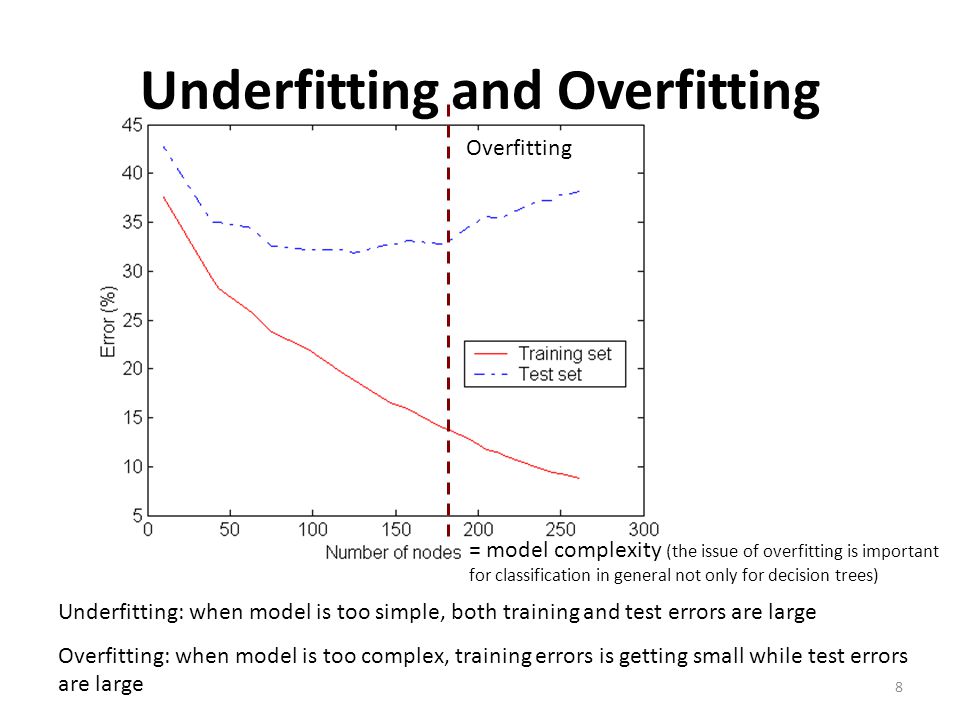 Underfitting and Overfitting
Overfitting
45
40
35
30
25
20
15
10
5
Error (%)
Training set
Test set
0 50 100 150 200 250 300
Number of nodes
= model complexity (the issue of overfitting is important
for classification in general not only for decision trees)
Underfitting: when model is too simple, both training and test errors are large
Overfitting: when model is too complex, training errors is getting small while test errors
are large
8